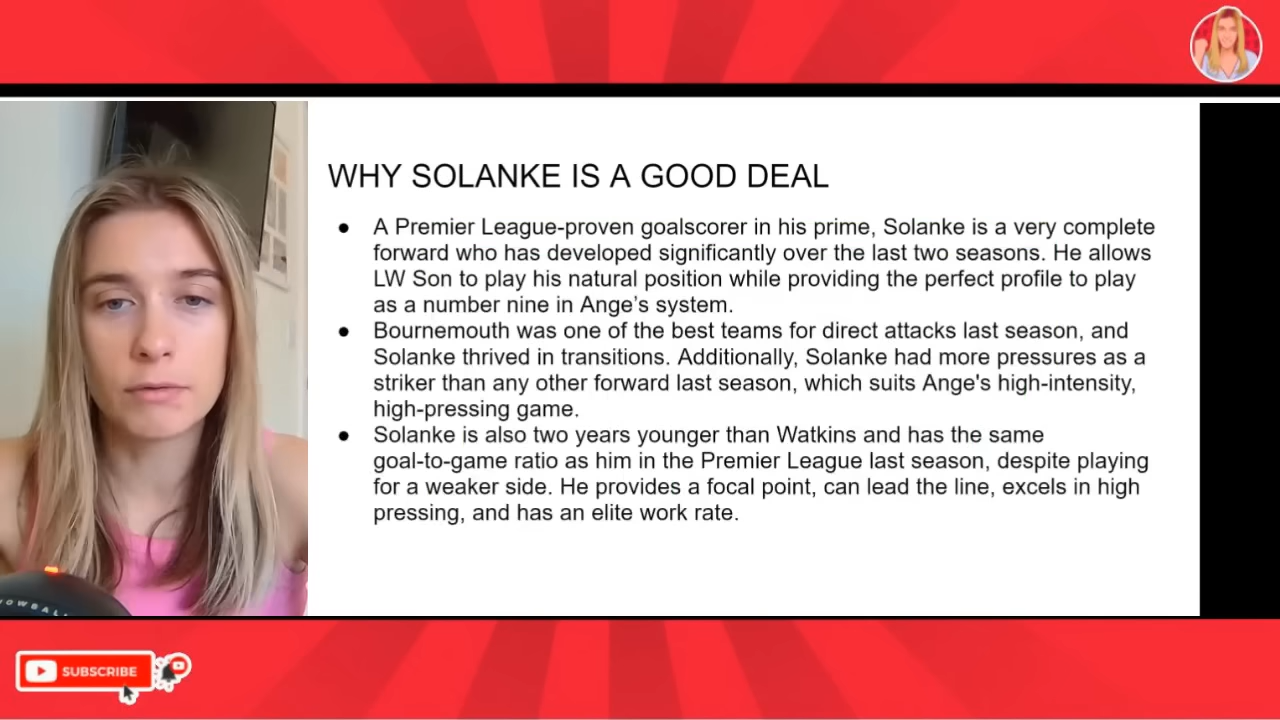 WHY SOLANKE IS A GOOD DEAL
● A Premier League-proven goalscorer in his prime, Solanke is a very complete
forward who has developed significantly over the last two seasons. He allows
LW Son to play his natural position while providing the perfect profile to play
as a number nine in Ange’s system.
● Bournemouth was one of the best teams for direct attacks last season, and
Solanke thrived in transitions. Additionally, Solanke had more pressures as a
striker than any other forward last season, which suits Ange's high-intensity,
high-pressing game.
● Solanke is also two years younger than Watkins and has the same
goal-to-game ratio as him in the Premier League last season, despite playing
for a weaker side. He provides a focal point, can lead the line, excels in high
pressing, and has an elite work rate.
SUBSCRIBE